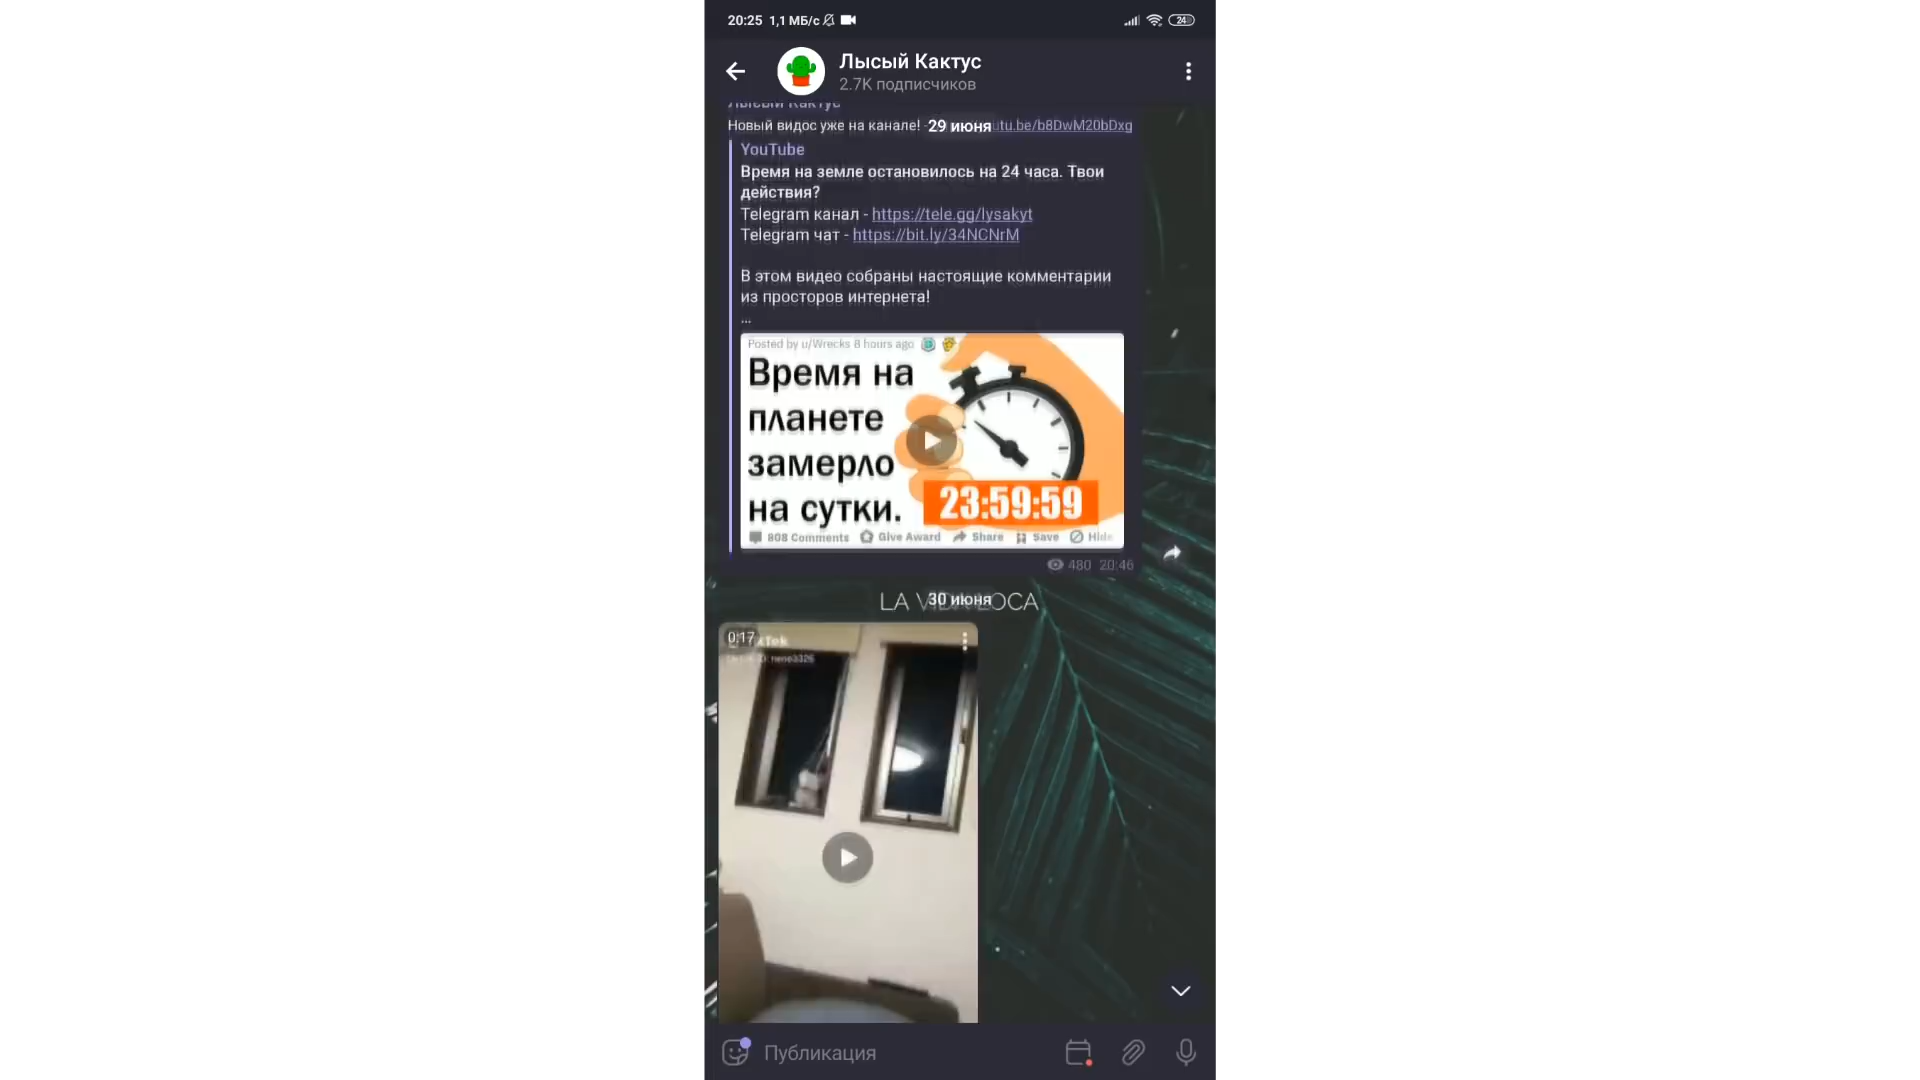 20:25 1,1 МБ/с 24
Лысый Кактус
2.7K подписчиков
Лысый Кактус
Новый видос уже на канале! - utu.be/b8DwM20bDxg
29 июня
YouTube
Время на земле остановилось на 24 часа. Твои
действия?
Telegram канал - https://tele.gg/lysakyt
Telegram чат - https://bit.ly/34NCNrM
В этом видео собраны настоящие комментарии
из просторов интернета!
...
Posted by u/Wrecks 8 hours ago
Время на
планете
замерло
на сутки.
23:59:59
808 Comments Give Award Share Save Hide
480 20:46
30 июня
LA VIDA LOCA
0:17
Публикация